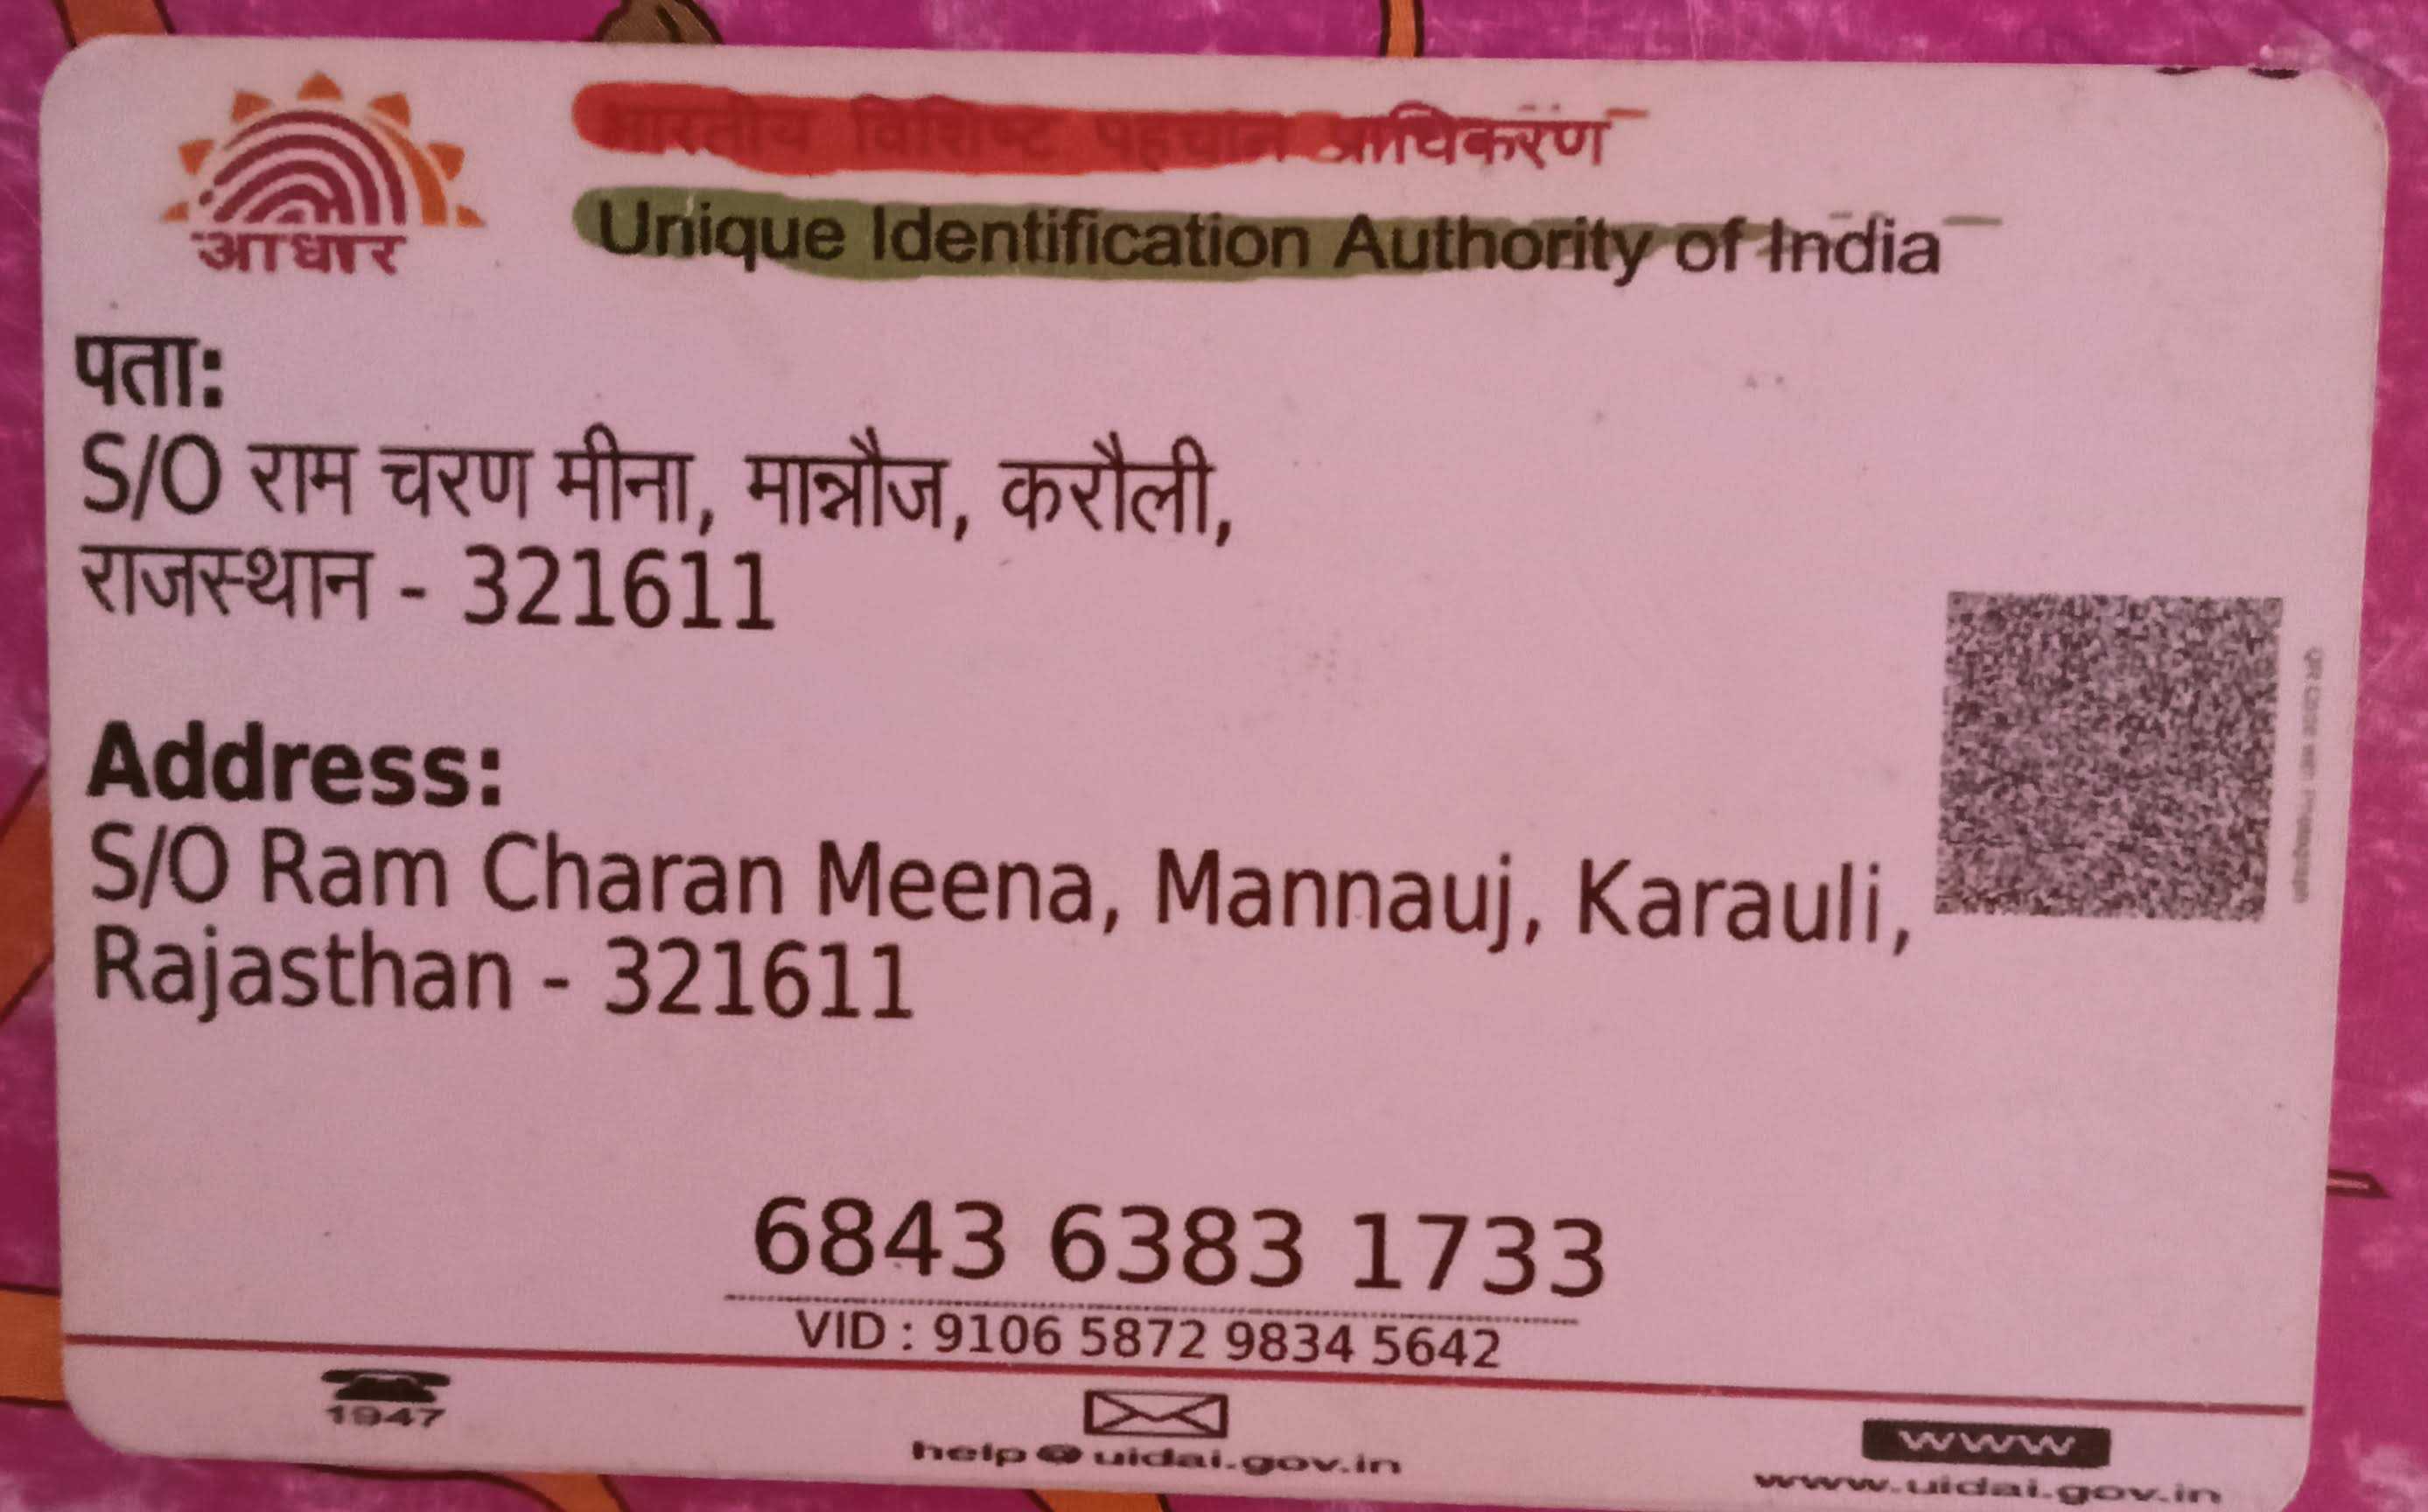 भारतीय विशिष्ट पहचान प्राधिकरण
Unique Identification Authority of India
आधार
पता:
S/O राम चरण मीना, मान्नौज, करौली,
राजस्थान - 321611
Address:
S/O Ram Charan Meena, Mannauj, Karauli,
Rajasthan - 321611
6843 6383 1733
VID : 9106 5872 9834 5642
1947
help@uidai.gov.in
www
www.uidai.gov.in